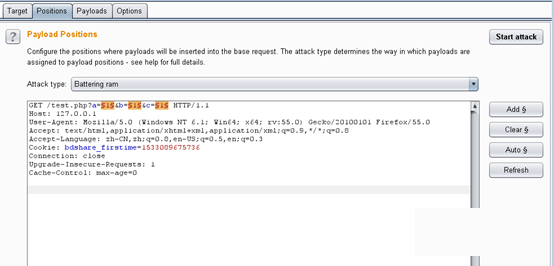 Target Positions Payloads Options
? Payload Positions Start attack
Configure the positions where payloads will be inserted into the base request. The attack type determines the way in which payloads are
assigned to payload positions - see help for full details.
Attack type: Battering ram
GET /test.php?a=§1§&b=§1§&c=§1§ HTTP/1.1
Host: 127.0.0.1
User-Agent: Mozilla/5.0 (Windows NT 6.1; Win64; x64; rv:55.0) Gecko/20100101 Firefox/55.0
Accept: text/html,application/xhtml+xml,application/xml;q=0.9,*/*;q=0.8
Accept-Language: zh-CN,zh;q=0.8,en-US;q=0.5,en;q=0.3
Cookie: bdshare_firstime=1533089675736
Connection: close
Upgrade-Insecure-Requests: 1
Cache-Control: max-age=0
Add §
Clear §
Auto §
Refresh